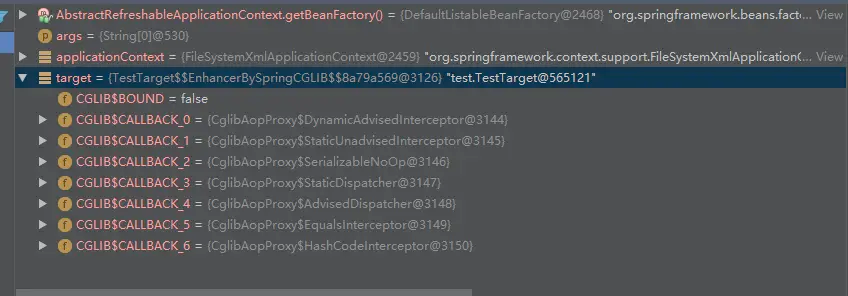 AbstractRefreshableApplicationContext.getBeanFactory() = {DefaultListableBeanFactory@2468} "org.springframework.beans.fact... View
args = {String[0]@530}
applicationContext = {FileSystemXmlApplicationContext@2459} "org.springframework.context.support.FileSystemXmlApplication(... View
target = {TestTarget$$EnhancerBySpringCGLIB$$8a79a569@3126} "test.TestTarget@565121"
CGLIB$BOUND = false
CGLIB$CALLBACK_0 = {CglibAopProxy$DynamicAdvisedInterceptor@3144}
CGLIB$CALLBACK_1 = {CglibAopProxy$StaticUnadvisedInterceptor@3145}
CGLIB$CALLBACK_2 = {CglibAopProxy$SerializableNoOp@3146}
CGLIB$CALLBACK_3 = {CglibAopProxy$StaticDispatcher@3147}
CGLIB$CALLBACK_4 = {CglibAopProxy$AdvisedDispatcher@3148}
CGLIB$CALLBACK_5 = {CglibAopProxy$EqualsInterceptor@3149}
CGLIB$CALLBACK_6 = {CglibAopProxy$HashCodeInterceptor@3150}